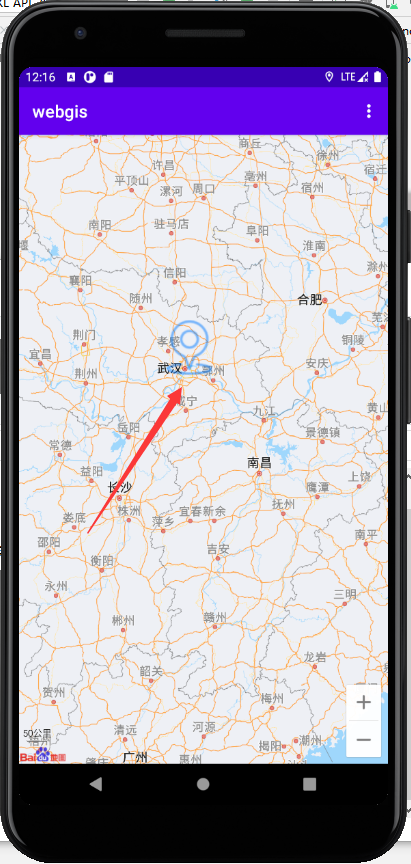 12:16
LTE
webgis
商丘
徐州
许昌
亳州
宿迁
平顶山
漯河
周口
宿州
南阳
驻马店
阜阳
淮南
信阳
滁州
襄阳
随州
合肥
芜
荆门
孝感
铜陵
宜昌
武汉
鄂州
安庆
荆州
咸宁
九江
黄山
岳阳
景德镇
常德
南昌
益阳
上饶
长沙
鹰潭
株洲
宜春
新余
抚州
娄底
萍乡
邵阳
南平
吉安
衡阳
永州
三明
郴州
赣州
龙岩
韶关
贺州
梅州
50公里
清远
河源
潮州
梧州
揭阳
Bai
地图
肇庆
广州